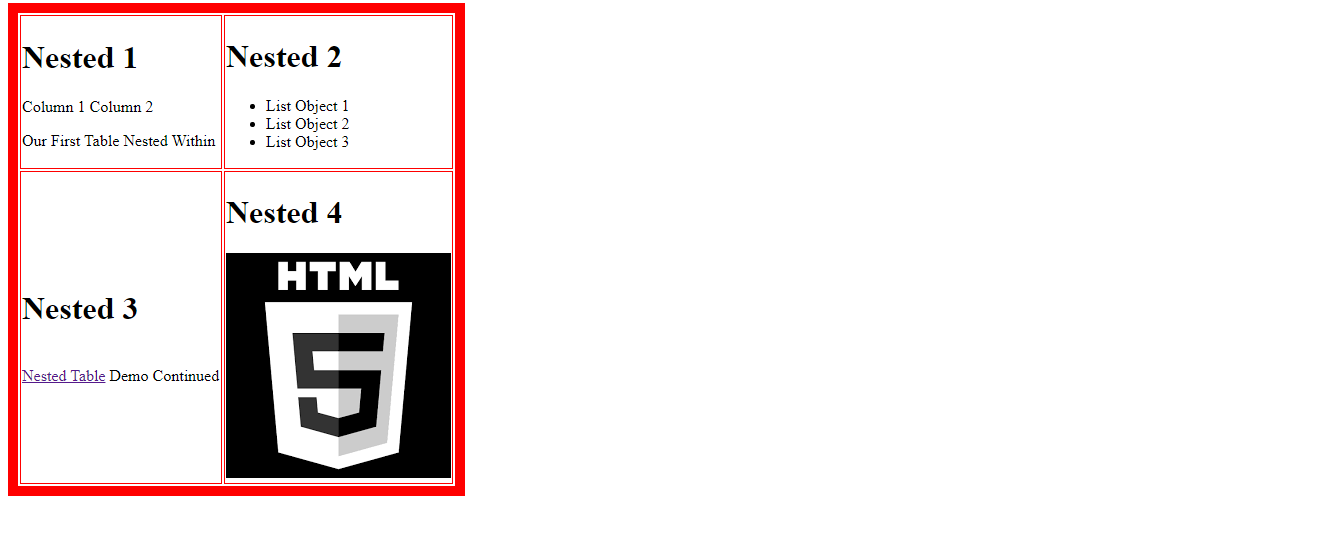 Nested 1
Column 1 Column 2
Our First Table Nested Within
Nested 2
List Object 1
List Object 2
List Object 3
Nested 3
Nested Table Demo Continued
Nested 4
HTML
5